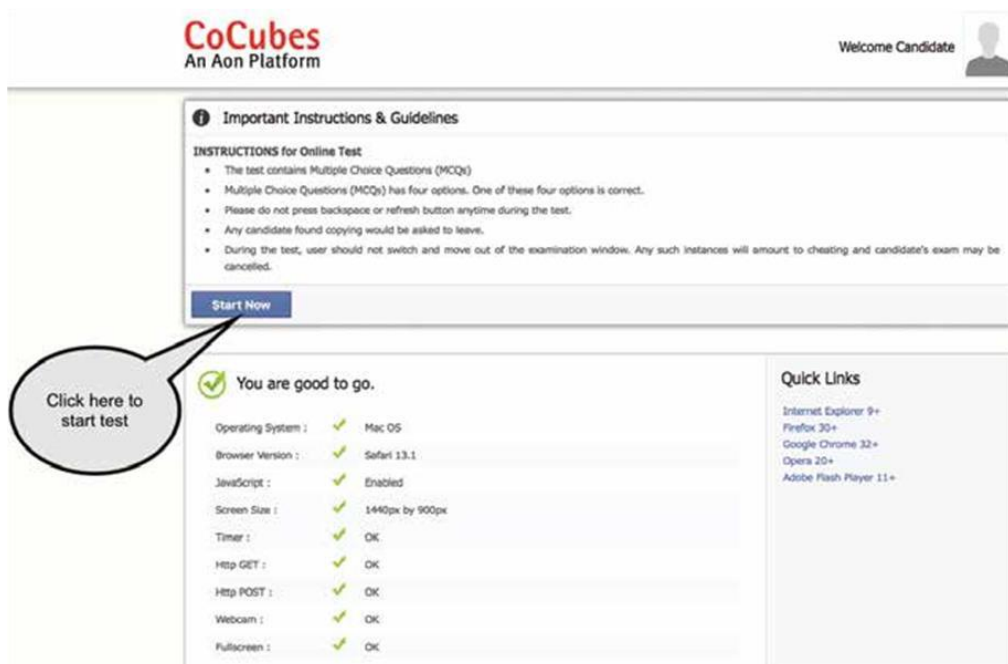 CoCubes
An Aon Platform
Welcome Candidate
Important Instructions & Guidelines
INSTRUCTIONS for Online Test
• The test contains Multiple Choice Questions (MCQs)
• Multiple Choice Questions (MCQs) has four options. One of these four options is correct.
• Please do not press backspace or refresh button anytime during the test.
• Any candidate found copying would be asked to leave.
• During the test, user should not switch and move out of the examination window. Any such instances will amount to cheating and candidate's exam may be
cancelled.
Start Now
Click here to
start test
You are good to go.
Operating System : Mac OS
Browser Version : Safari 13.1
JavaScript : Enabled
Screen Size : 1440px by 900px
Timer : OK
Http GET : OK
Http POST : OK
Webcam : OK
Fullscreen : OK
Quick Links
Internet Explorer 9+
Firefox 30+
Google Chrome 32+
Opera 20+
Adobe Flash Player 11+